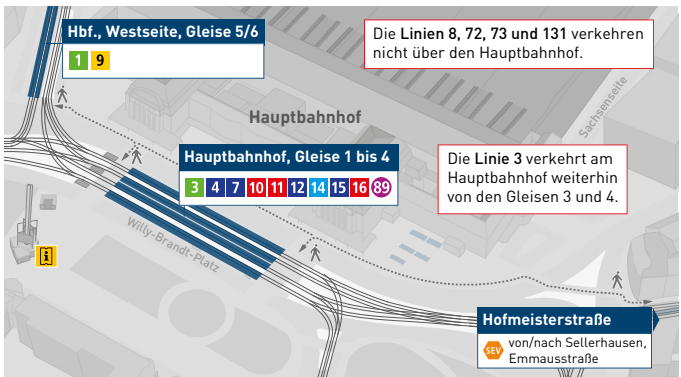 Hbf., Westseite, Gleise 5/6
1 9
Die Linien 8, 72, 73 und 131 verkehren
nicht über den Hauptbahnhof.
Sachsenseite
Hauptbahnhof
Hauptbahnhof, Gleise 1 bis 4
3 4 7 10 11 12 14 15 16 89
Die Linie 3 verkehrt am
Hauptbahnhof weiterhin
von den Gleisen 3 und 4.
Willy-Brandt-Platz
i
Hofmeisterstraße
SEV von/nach Sellerhausen,
Emmausstraße